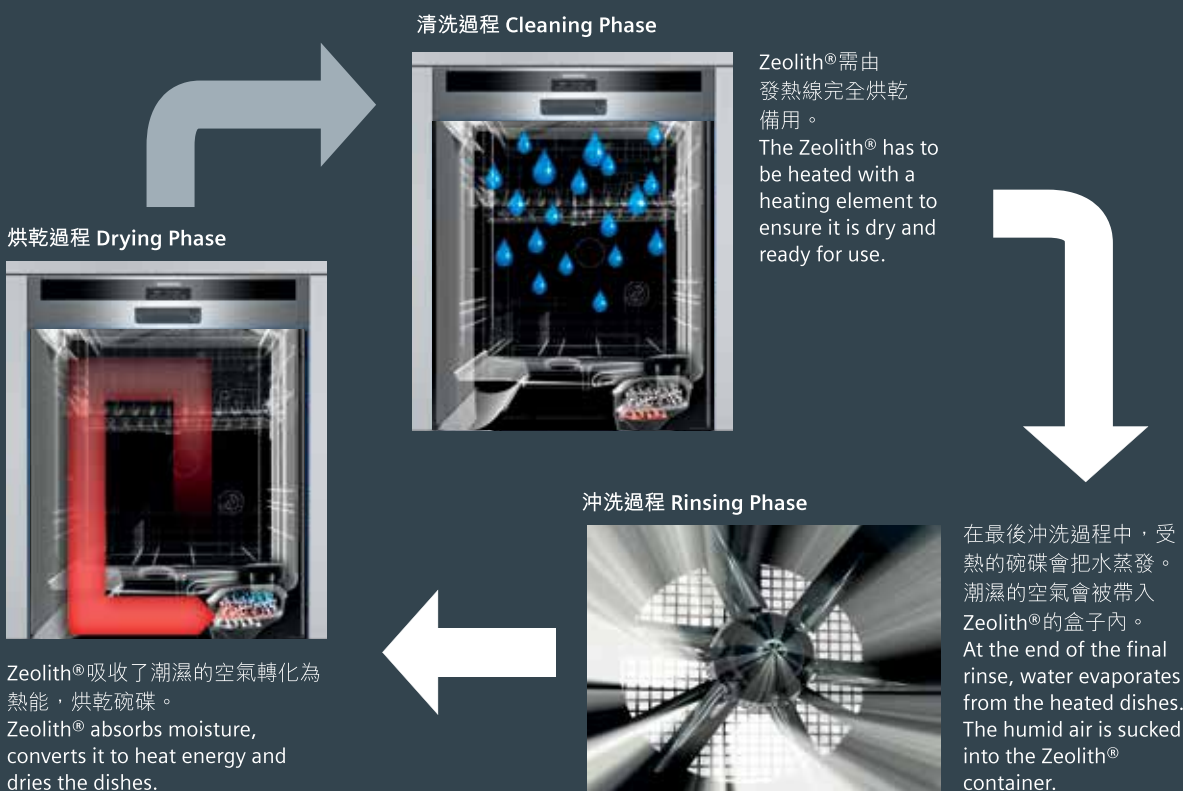 清洗過程 Cleaning Phase
Zeolith®需由
發熱線完全烘乾
備用。
The Zeolith® has to
be heated with a
heating element to
ensure it is dry and
ready for use.
沖洗過程 Rinsing Phase
在最後沖洗過程中，受
熱的碗碟會把水蒸發。
潮濕的空氣會被帶入
Zeolith®的盒子內。
At the end of the final
rinse, water evaporates
from the heated dishes.
The humid air is sucked
into the Zeolith®
container.
烘乾過程 Drying Phase
Zeolith®吸收了潮濕的空氣轉化為
熱能，烘乾碗碟。
Zeolith® absorbs moisture,
converts it to heat energy and
dries the dishes.